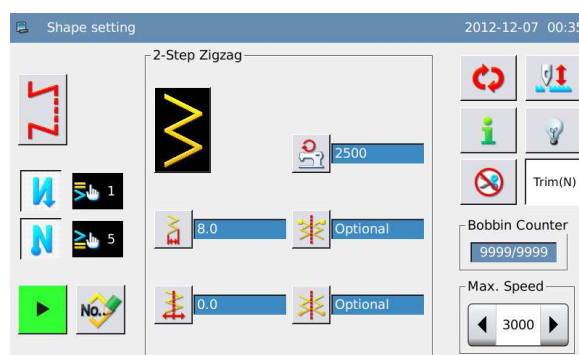 Shape setting 2012-12-07 00:35
2-Step Zigzag
2500
1
Trim(N)
5
8.0 Optional
Bobbin Counter
9999/9999
No.
0.0 Optional
Max. Speed
3000